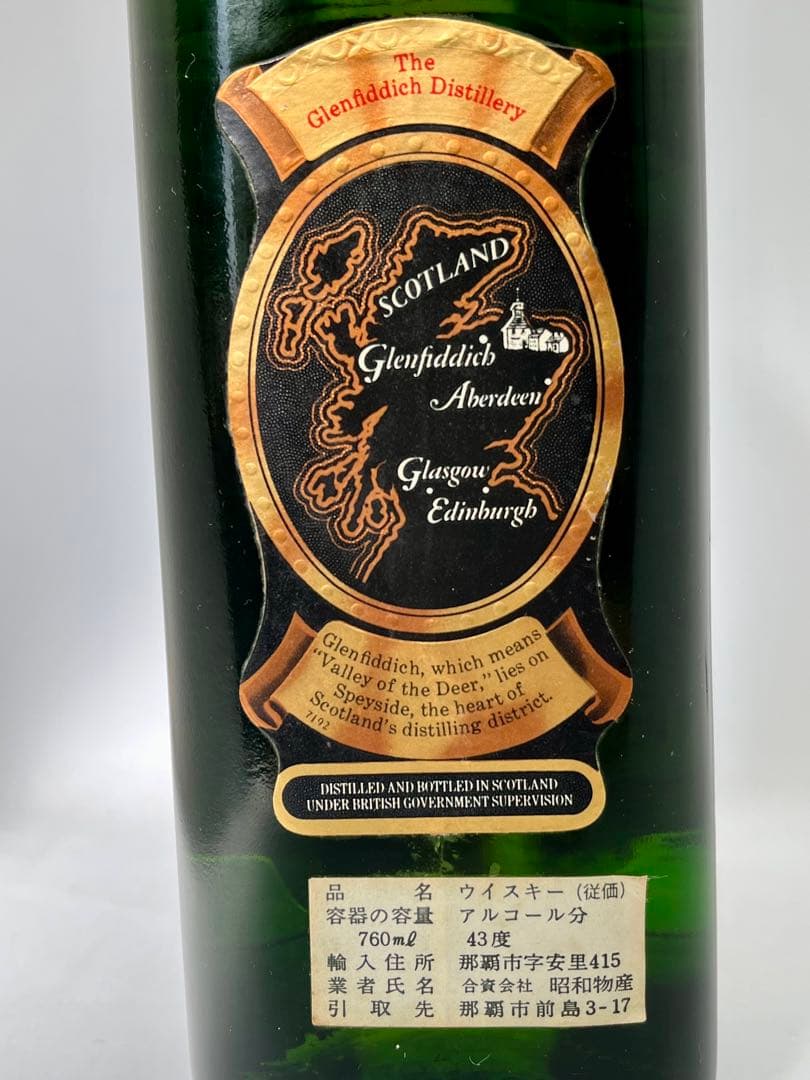 The
Glenfiddich Distillery
SCOTLAND
Glenfiddich
Aberdeen
Glasgow
Edinburgh
Glenfiddich, which means
"Valley of the Deer," lies on
Speyside, the heart of
Scotland's distilling district.
7192
DISTILLED AND BOTTLED IN SCOTLAND
UNDER BRITISH GOVERNMENT SUPERVISION
品名 ウイスキー(従価)
容器の容量 アルコール分
760ml 43度
輸入住所 那覇市字安里415
業者氏名 合資会社 昭和物産
引取先 那覇市前島3-17